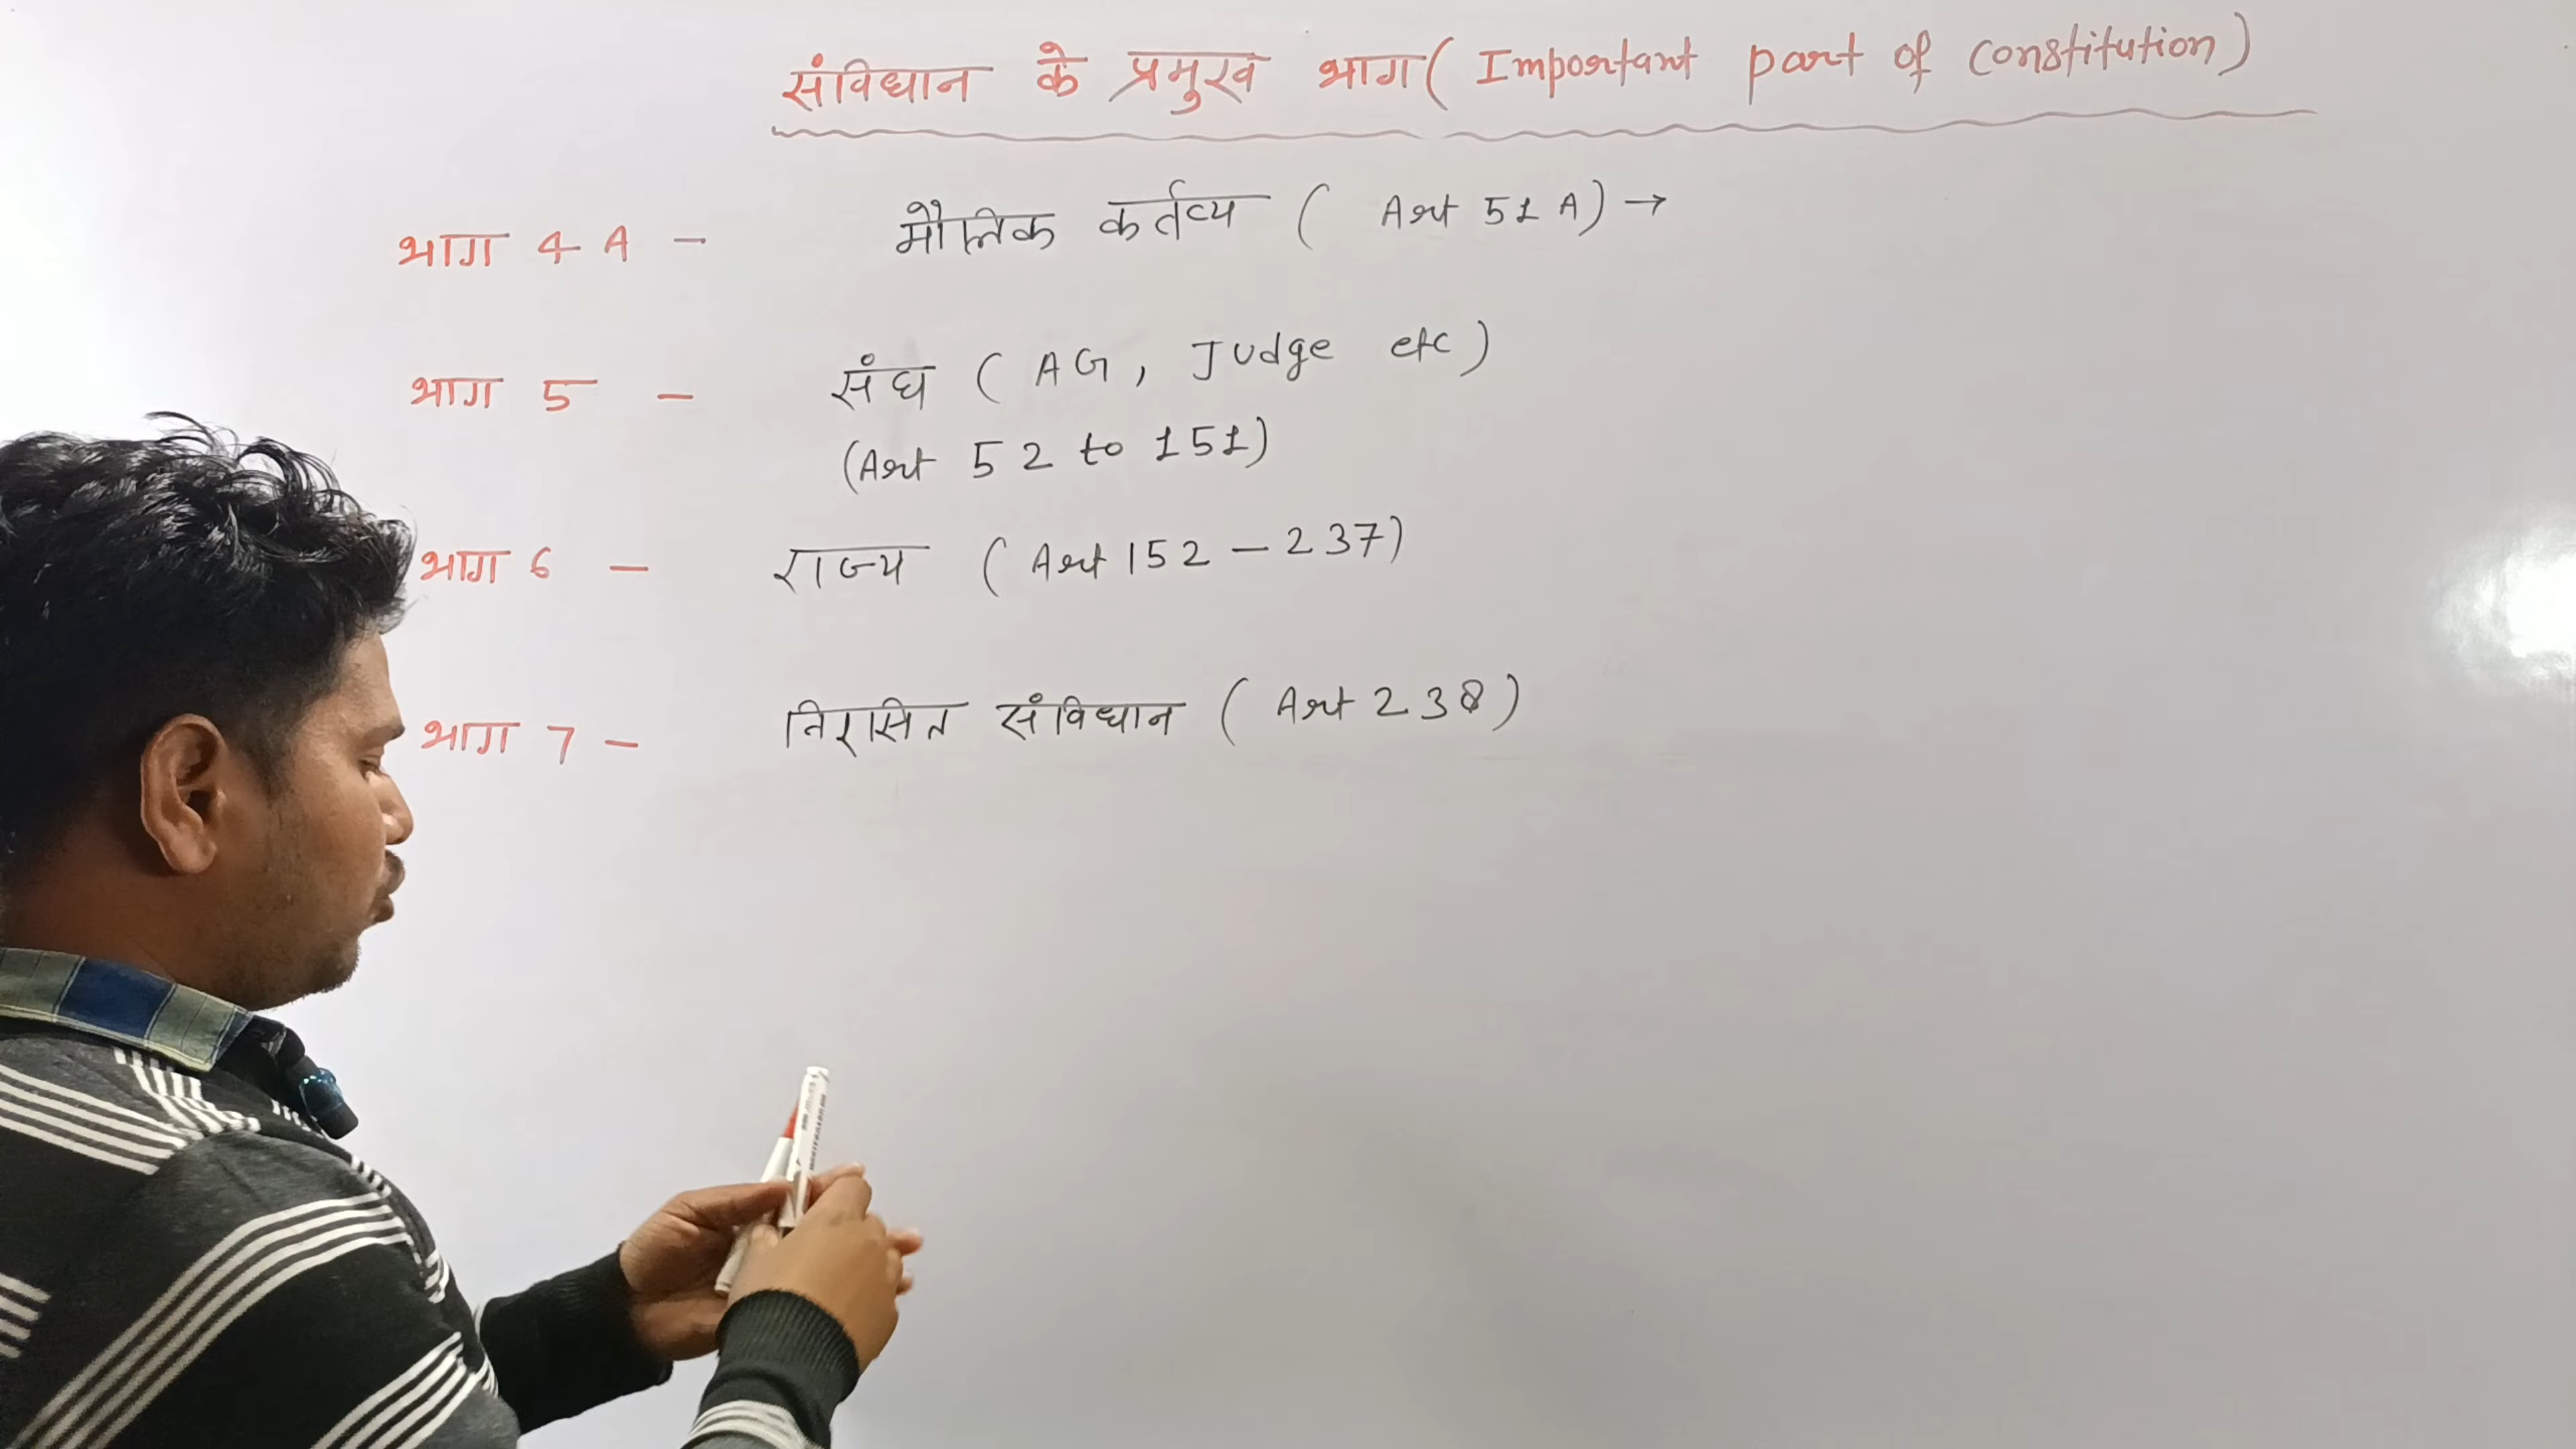 संविधान के प्रमुख भाग ( Important part of constitution )
भाग 4 A - मौलिक कर्तव्य ( Art 51 A ) →
भाग 5 - संघ ( AG, Judge etc )
( Art 52 to 151 )
भाग 6 - राज्य ( Art 152 - 237 )
भाग 7 - निरसित संविधान ( Art 238 )